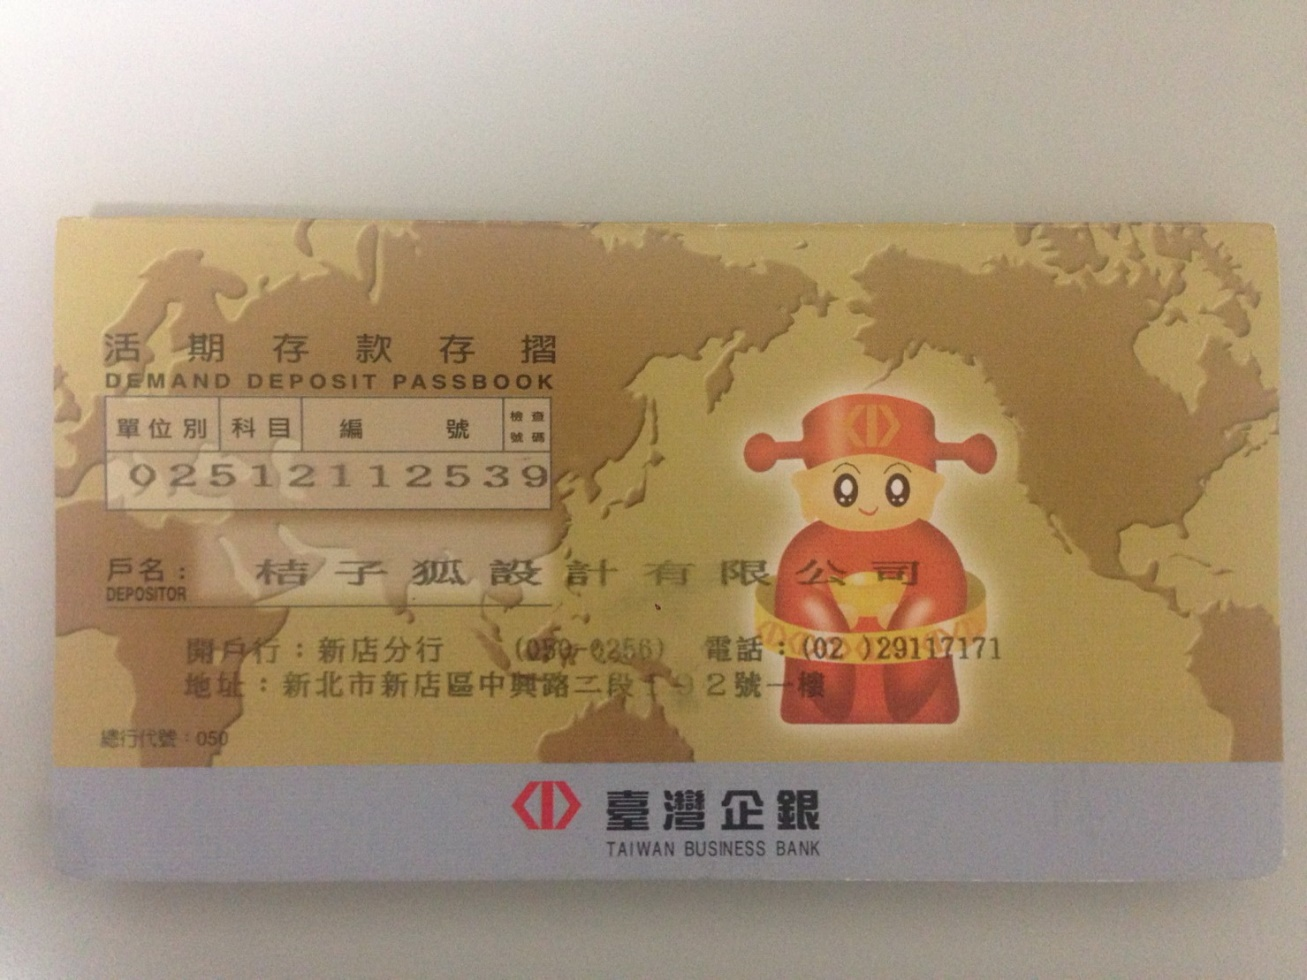 活期存款存摺
DEMAND DEPOSIT PASSBOOK
單位別 科目 編號 檢查號碼
02512112539
戶名：桔子狐設計有限公司
DEPOSITOR
開戶行：新店分行 (050-0256) 電話：(02 )29117171
地址：新北市新店區中興路二段１９２號一樓
總行代號：050
臺灣企銀
TAIWAN BUSINESS BANK